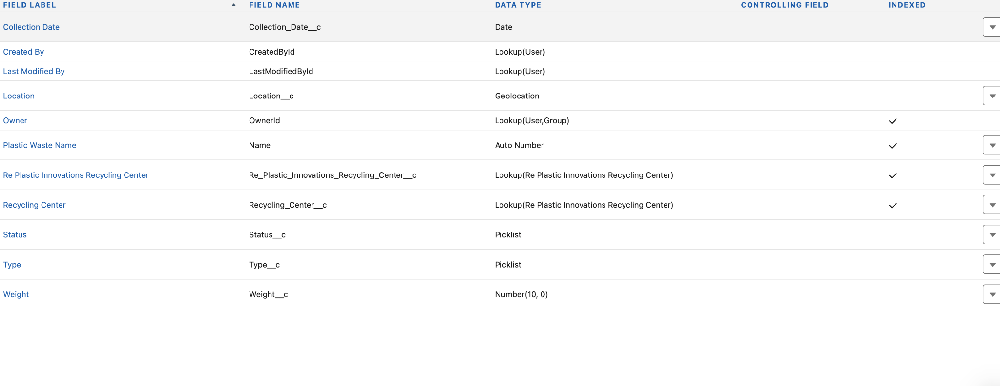 FIELD LABEL FIELD NAME DATA TYPE CONTROLLING FIELD INDEXED
Collection Date Collection_Date__c Date
Created By CreatedById Lookup(User)
Last Modified By LastModifiedById Lookup(User)
Location Location__c Geolocation
Owner OwnerId Lookup(User,Group)
Plastic Waste Name Name Auto Number
Re Plastic Innovations Recycling Center Re_Plastic_Innovations_Recycling_Center__c Lookup(Re Plastic Innovations Recycling Center)
Recycling Center Recycling_Center__c Lookup(Re Plastic Innovations Recycling Center)
Status Status__c Picklist
Type Type__c Picklist
Weight Weight__c Number(10, 0)